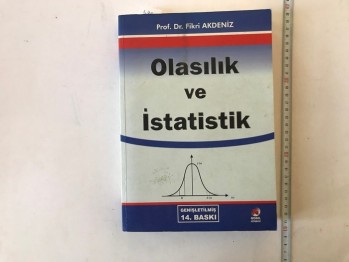 Prof. Dr. Fikri AKDENİZ
Olasılık
ve
İstatistik
GENİŞLETİLMİŞ
14. BASKI